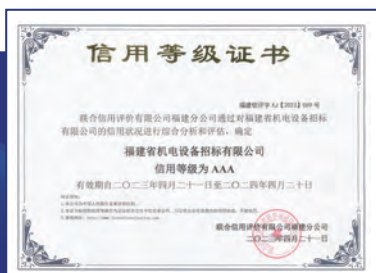 信用等级证书
联合信用评价有限公司福建分公司通过对福建省机电设备招标
有限公司的信用状况进行综合分析和评估，确定
福建省机电设备招标有限公司
信用等级为 AAA
有效期自二〇二三年四月二十一日至二〇二四年四月二十日
联合信用评价有限公司福建分公司
二〇二三年四月二十一日